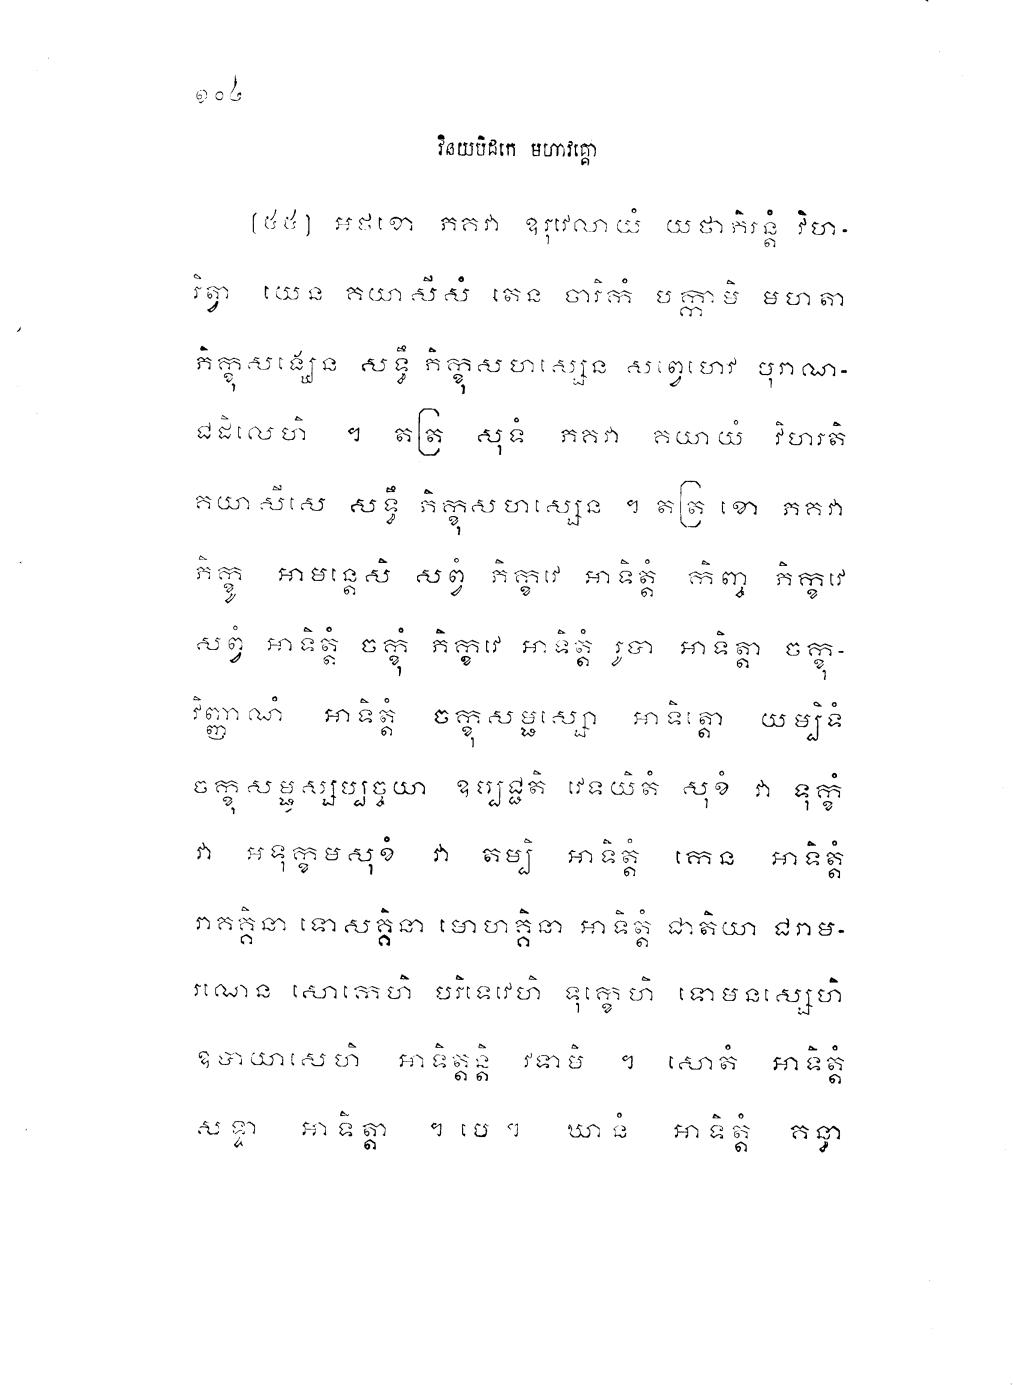 ១០៤
វិនយបិដកេ មហាវគ្គោ
[៥៥] អថខោ ភគវា ឧរុវេលាយំ យថាភិរន្តំ វិហ-
រិត្វា យេន គយាសីសំ តេន ចារិកំ បក្កាមិ មហតា
ភិក្ខុសង្ឃេន សទ្ធឹ ភិក្ខុសហស្សេន សព្វេហេវ បុរាណ-
ជដិលេហិ ។ តត្រ សុទំ ភគវា គយាយំ វិហរតិ
គយាសីសេ សទ្ធឹ ភិក្ខុសហស្សេន ។ តត្រ ខោ ភគវា
ភិក្ខូ អាមន្តេសិ សព្វំ ភិក្ខវេ អាទិត្តំ កិញ្ច ភិក្ខវេ
សព្វំ អាទិត្តំ ចក្ខុំ ភិក្ខវេ អាទិត្តំ រូបា អាទិត្តា ចក្ខុ-
វិញ្ញាណំ អាទិត្តំ ចក្ខុសម្ផស្សោ អាទិត្តោ យម្បិទំ
ចក្ខុសម្ផស្សប្បច្ចយា ឧប្បជ្ជតិ វេទយិតំ សុខំ វា ទុក្ខំ
វា អទុក្ខមសុខំ វា តម្បិ អាទិត្តំ កេន អាទិត្តំ
រាគគ្គិនា ទោសគ្គិនា មោហគ្គិនា អាទិត្តំ ជាតិយា ជរាម-
រណេន សោកេហិ បរិទេវេហិ ទុក្ខេហិ ទោមនស្សេហិ
ឧបាយាសេហិ អាទិត្តន្តិ វទាមិ ។ សោតំ អាទិត្តំ
សទ្ទា អាទិត្តា ។ បេ ។ ឃានំ អាទិត្តំ គន្ធា